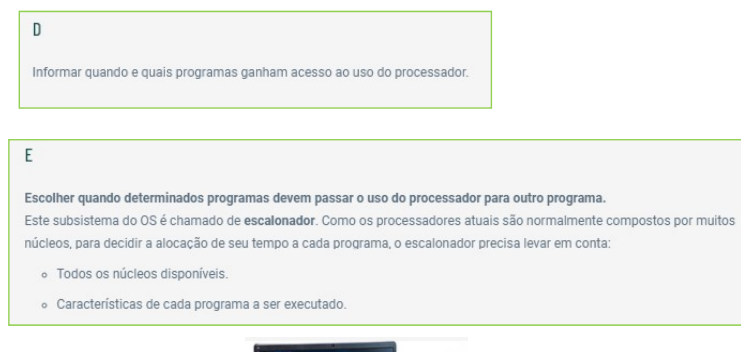 D
Informar quando e quais programas ganham acesso ao uso do processador.
E
Escolher quando determinados programas devem passar o uso do processador para outro programa.
Este subsistema do OS é chamado de escalonador. Como os processadores atuais são normalmente compostos por muitos
núcleos, para decidir a alocação de seu tempo a cada programa, o escalonador precisa levar em conta:
Todos os núcleos disponíveis.
Características de cada programa a ser executado.